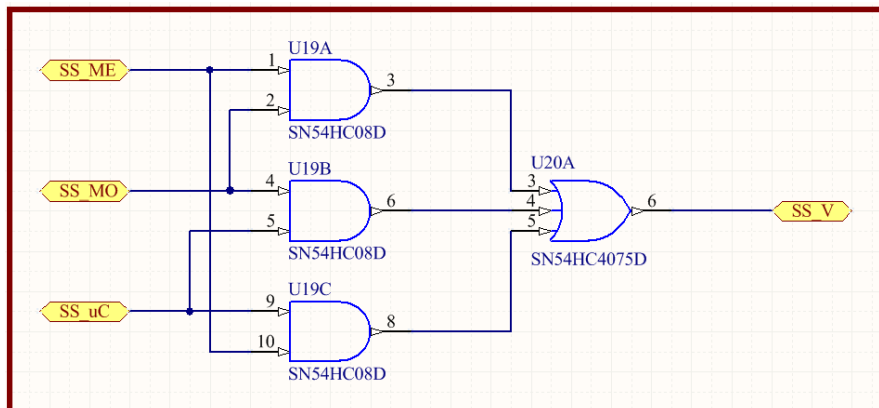 U19A
SS_ME
1
3
2
SN54HC08D
U20A
U19B
3
SS_MO
4
6
4
6
SS_V
5
5
SN54HC08D
SN54HC4075D
U19C
SS_uC
9
8
10
SN54HC08D